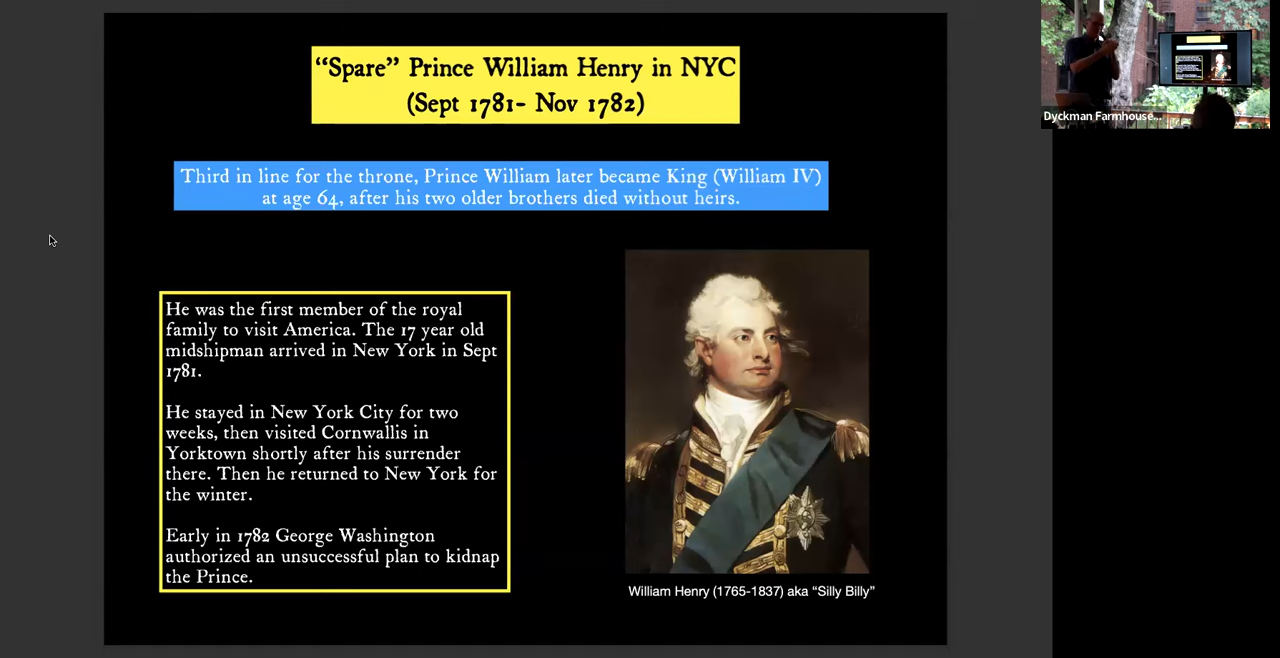 “Spare” Prince William Henry in NYC
(Sept 1781- Nov 1782)
Third in line for the throne, Prince William later became King (William IV)
at age 64, after his two older brothers died without heirs.
He was the first member of the royal
family to visit America. The 17 year old
midshipman arrived in New York in Sept
1781.
He stayed in New York City for two
weeks, then visited Cornwallis in
Yorktown shortly after his surrender
there. Then he returned to New York for
the winter.
Early in 1782 George Washington
authorized an unsuccessful plan to kidnap
the Prince.
William Henry (1765-1837) aka “Silly Billy”
Dyckman Farmhouse...